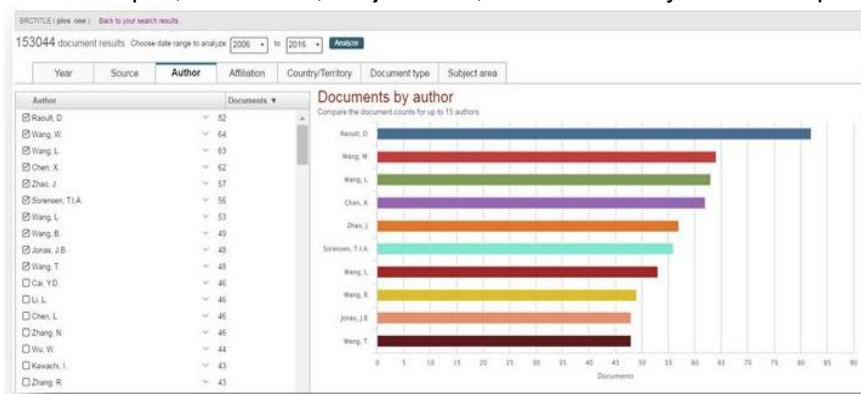 SRCTITLE ( plos one ) Back to your search results
153044 document results Choose date range to analyze 2006 to 2016 Analyze
Year Source Author Affiliation Country/Territory Document type Subject area
Author Documents
Raoult, D. 82
Wang, W. 64
Wang, L. 63
Chen, X. 62
Zhao, J. 57
Sorensen, T.I.A. 56
Wang, L. 53
Wang, B. 49
Jonas, J.B. 48
Wang, T. 48
Cai, Y.D. 46
Li, L. 46
Chen, L. 46
Zhang, N. 46
Wu, W. 44
Kawachi, I. 43
Zhang, R. 43
Documents by author
Compare the document counts for up to 15 authors
Raoult, D.
Wang, W.
Wang, L.
Chen, X.
Zhao, J.
Sorensen, T.I.A.
Wang, L.
Wang, B.
Jonas, J.B.
Wang, T.
0 5 10 15 20 25 30 35 40 45 50 55 60 65 70 75 80 85 90
Documents